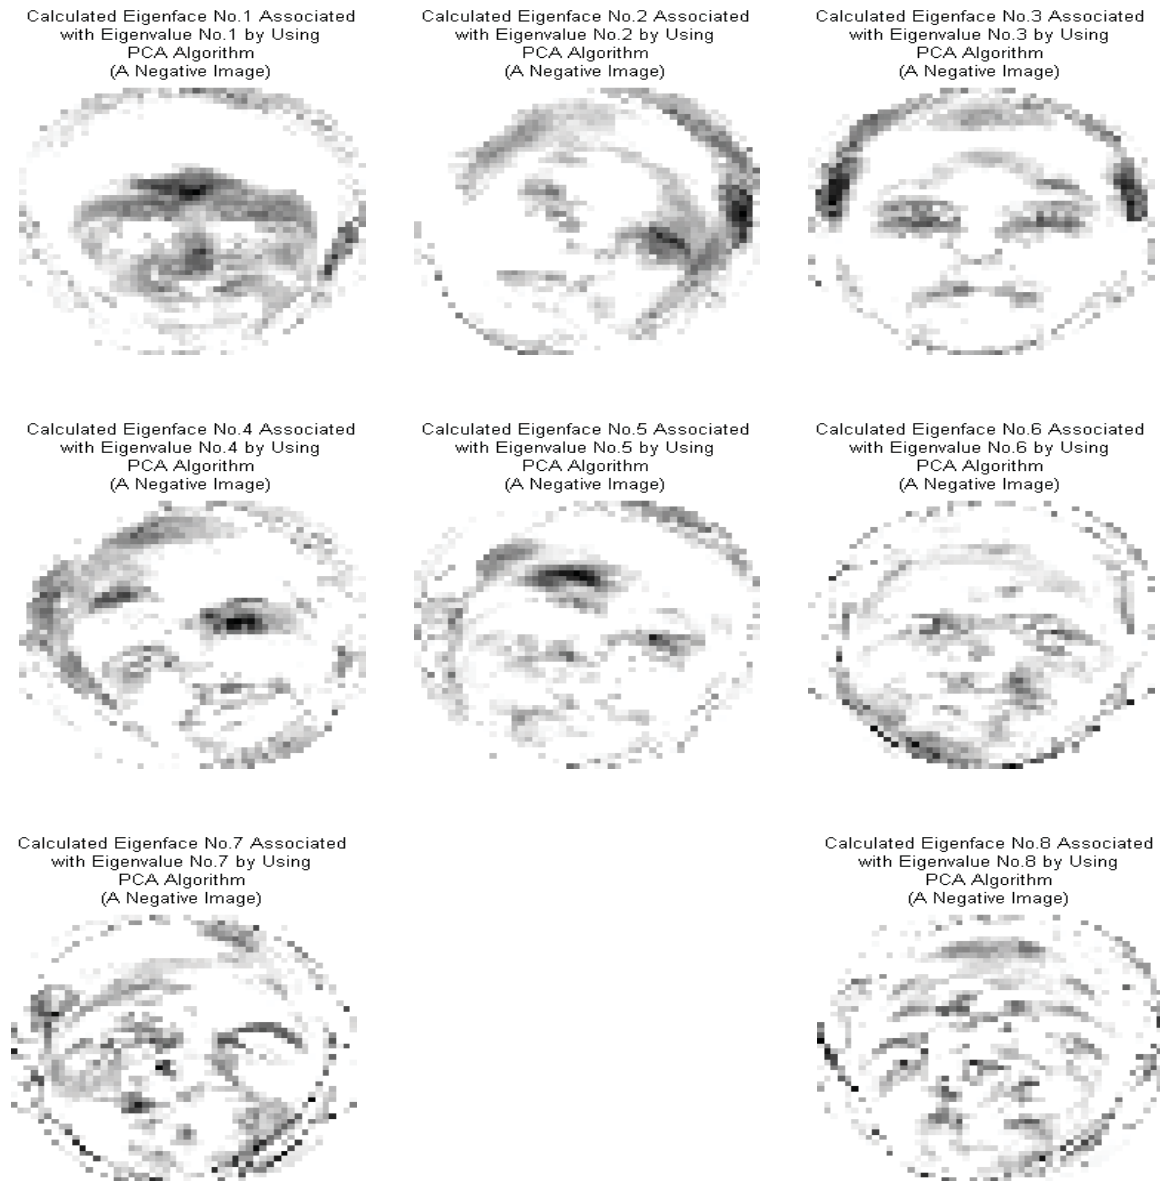 Calculated Eigenface No.1 Associated
with Eigenvalue No.1 by Using
PCA Algorithm
(A Negative Image)
Calculated Eigenface No.2 Associated
with Eigenvalue No.2 by Using
PCA Algorithm
(A Negative Image)
Calculated Eigenface No.3 Associated
with Eigenvalue No.3 by Using
PCA Algorithm
(A Negative Image)
Calculated Eigenface No.4 Associated
with Eigenvalue No.4 by Using
PCA Algorithm
(A Negative Image)
Calculated Eigenface No.5 Associated
with Eigenvalue No.5 by Using
PCA Algorithm
(A Negative Image)
Calculated Eigenface No.6 Associated
with Eigenvalue No.6 by Using
PCA Algorithm
(A Negative Image)
Calculated Eigenface No.7 Associated
with Eigenvalue No.7 by Using
PCA Algorithm
(A Negative Image)
Calculated Eigenface No.8 Associated
with Eigenvalue No.8 by Using
PCA Algorithm
(A Negative Image)